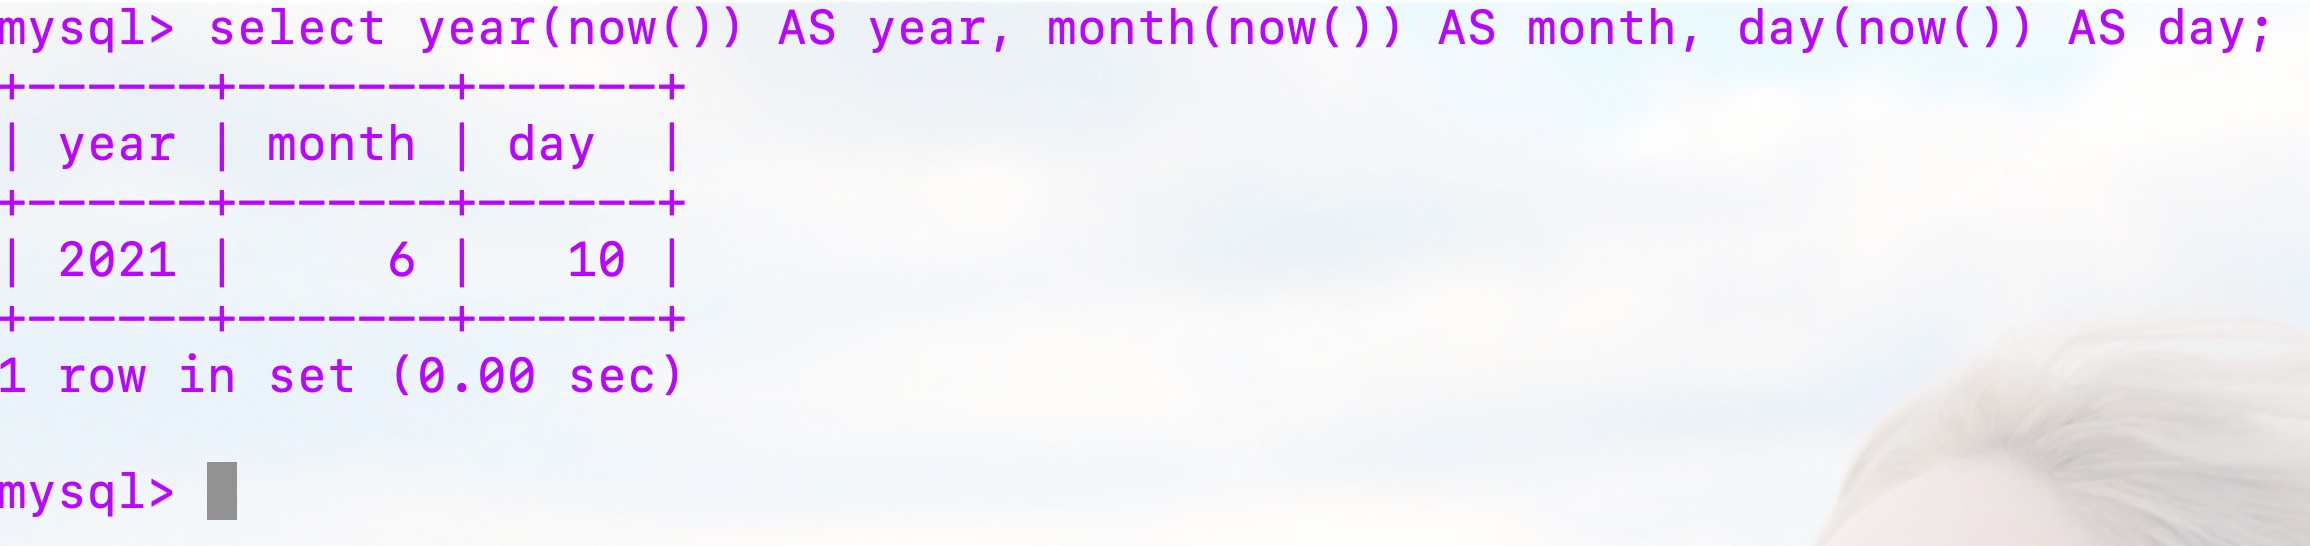 mysql> select year(now()) AS year, month(now()) AS month, day(now()) AS day;
+------+-------+------+
| year | month | day  |
+------+-------+------+
| 2021 |     6 |   10 |
+------+-------+------+
1 row in set (0.00 sec)
mysql>